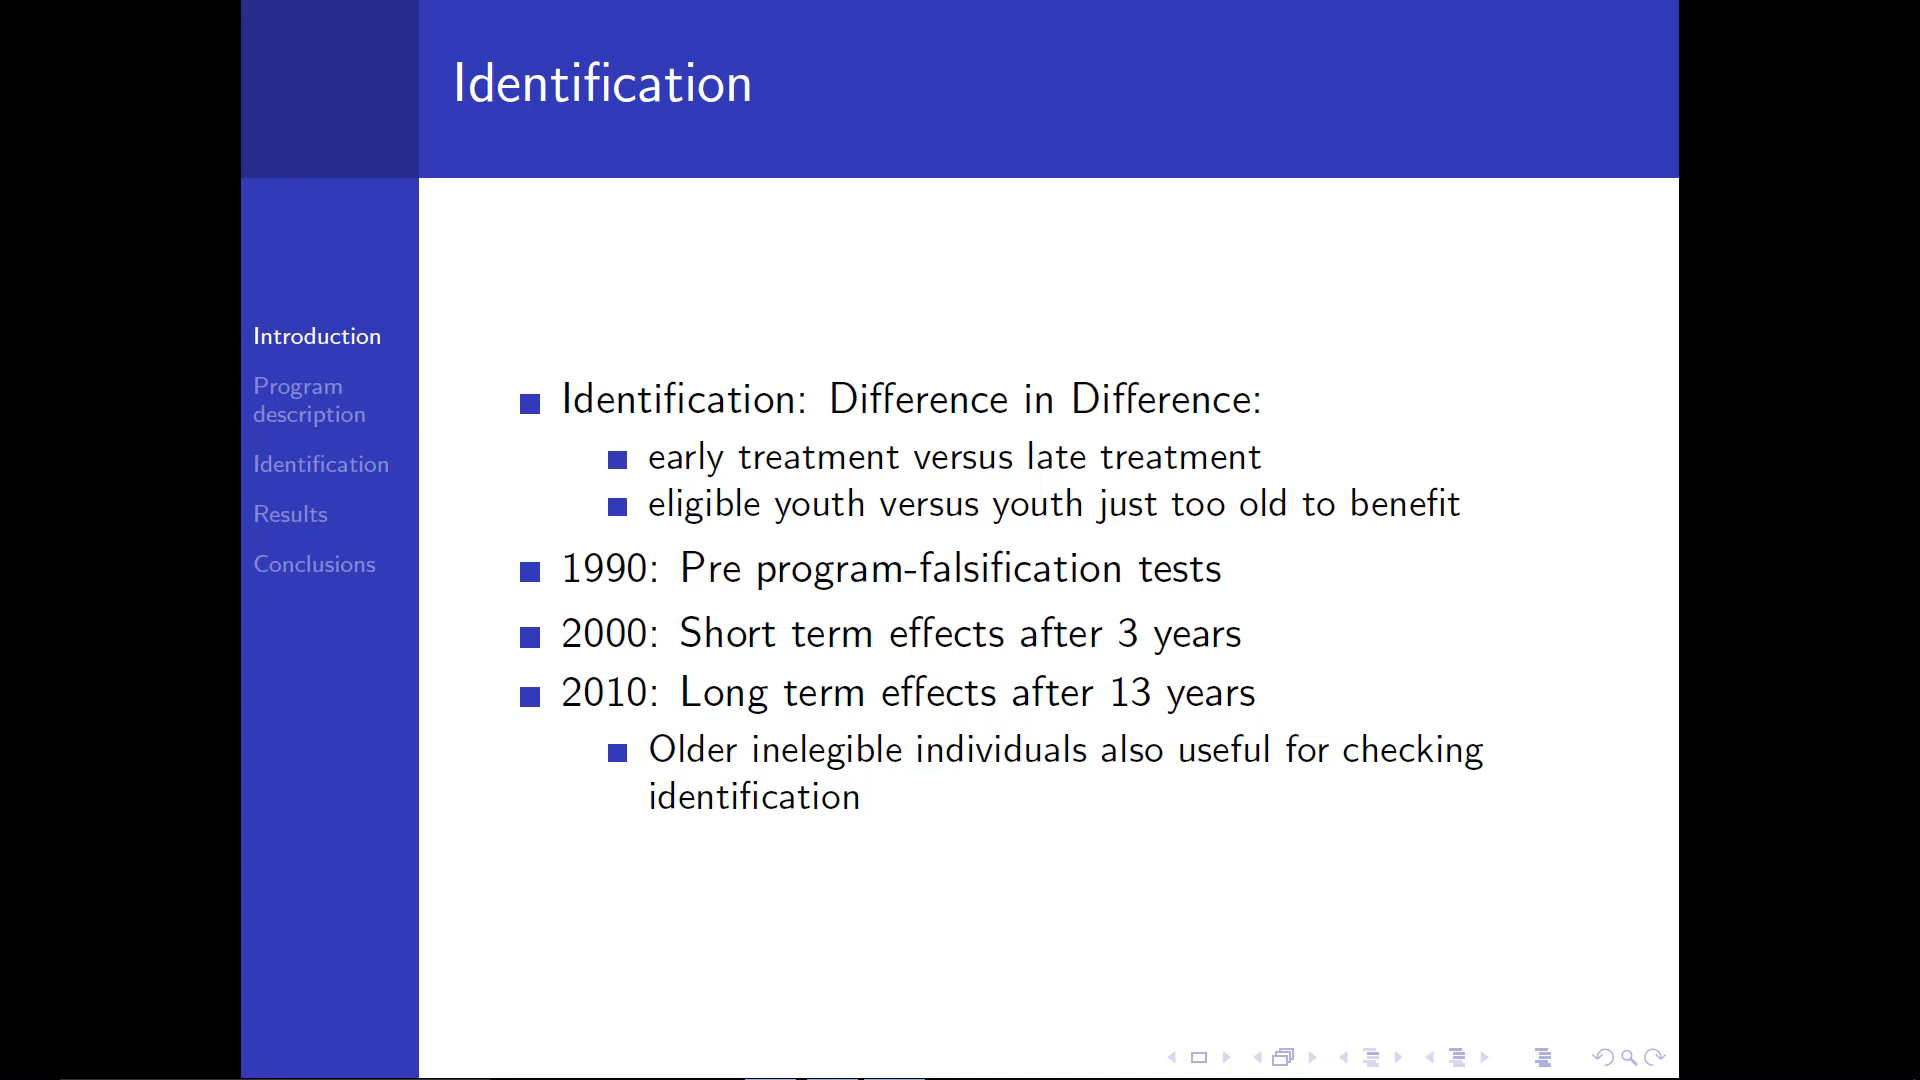 Identification
Introduction
Program
description
Identification
Results
Conclusions
Identification: Difference in Difference:
early treatment versus late treatment
eligible youth versus youth just too old to benefit
1990: Pre program-falsification tests
2000: Short term effects after 3 years
2010: Long term effects after 13 years
Older inelegible individuals also useful for checking
identification